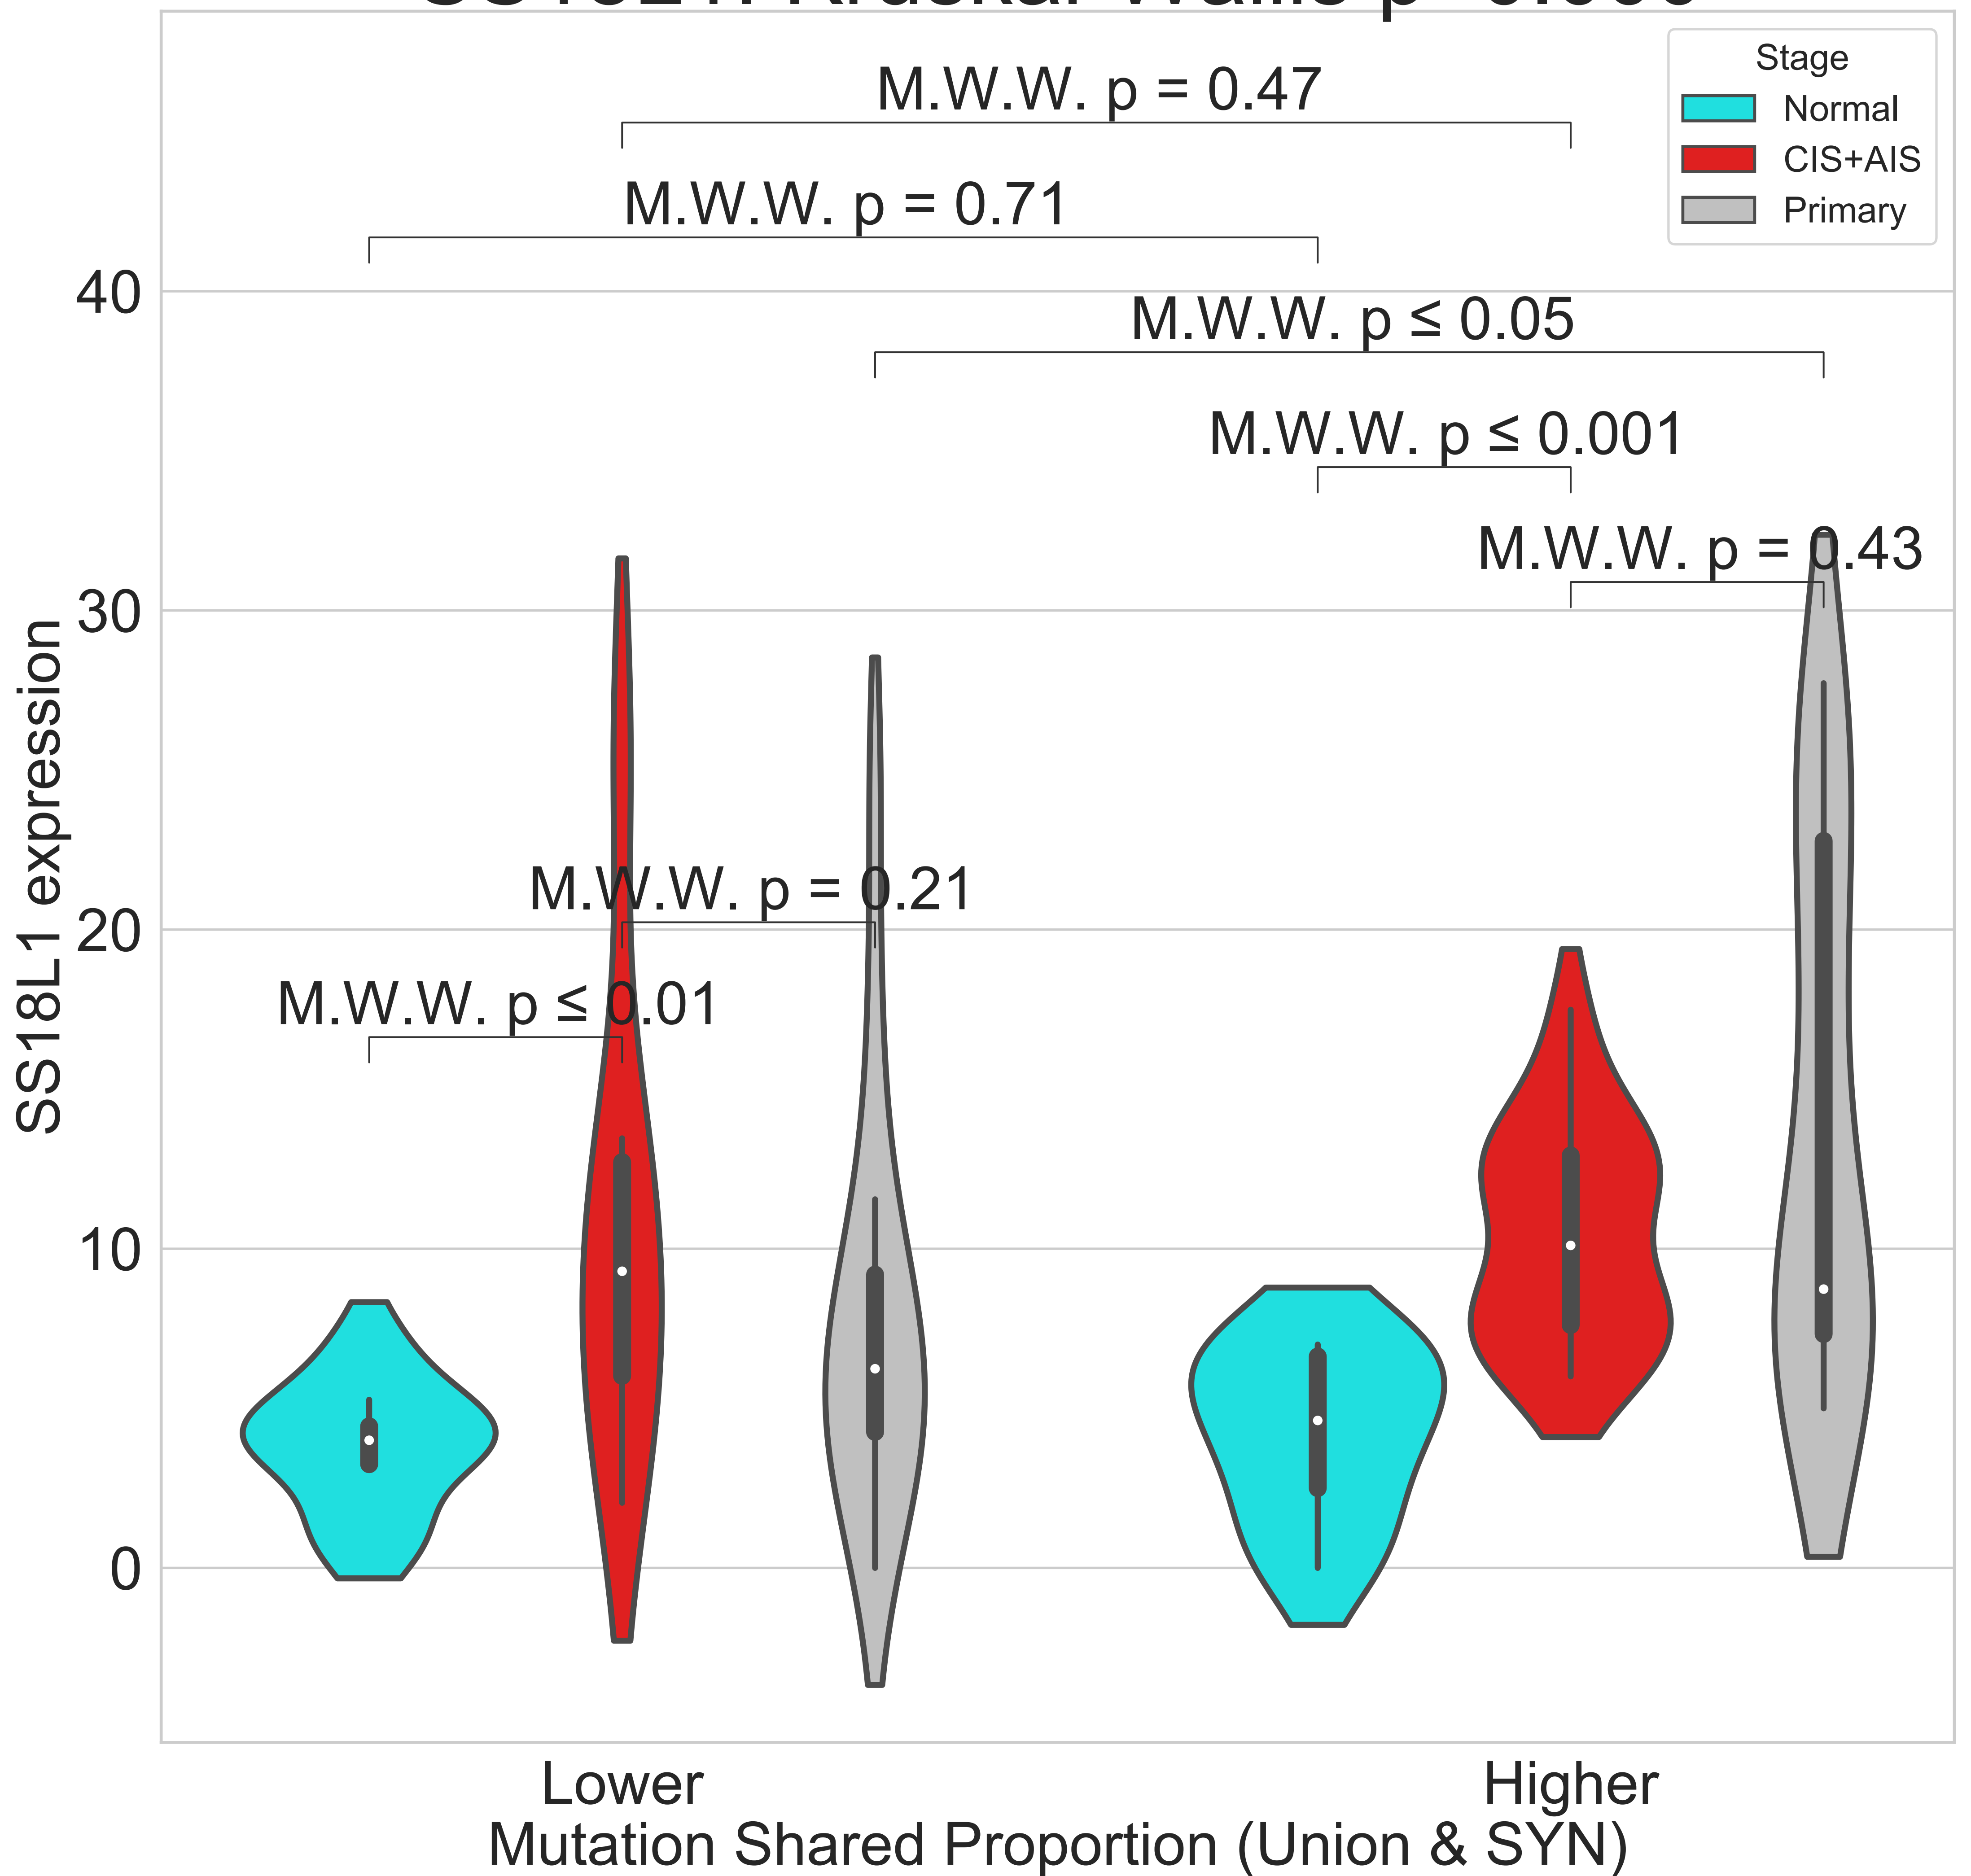 M.W.W. p = 0.47
M.W.W. p = 0.71
M.W.W. p ≤ 0.05
M.W.W. p ≤ 0.001
M.W.W. p = 0.43
M.W.W. p = 0.21
M.W.W. p ≤ 0.01
Stage
Normal
CIS+AIS
Primary
SS18L1 expression
40
30
20
10
0
Lower
Higher
Mutation Shared Proportion (Union & SYN)